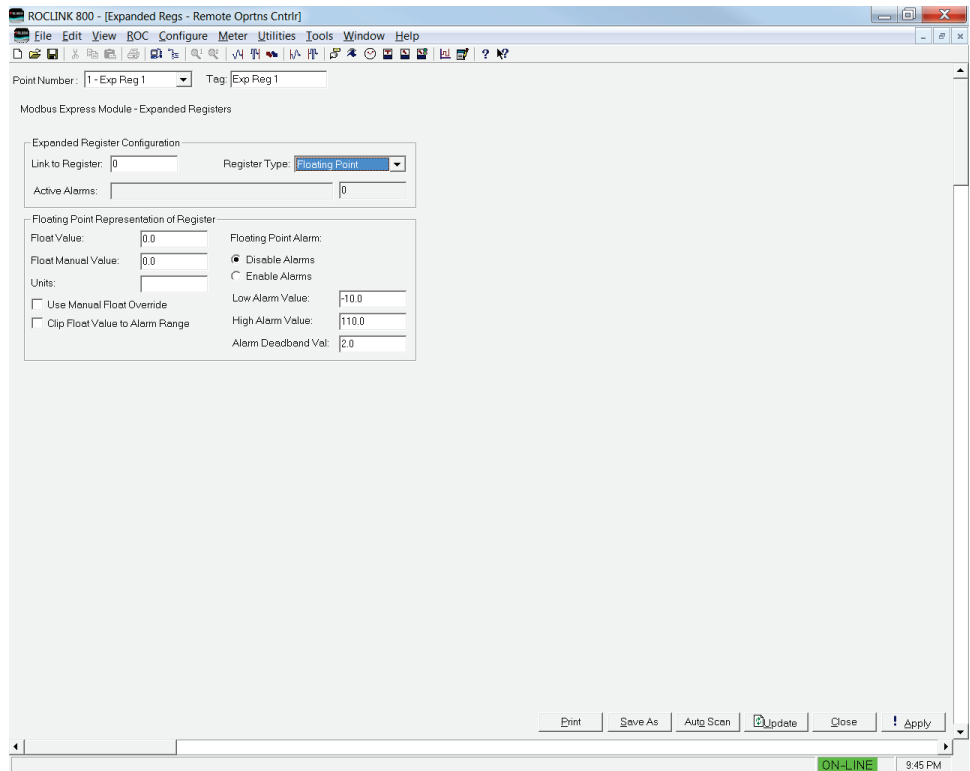 ROCLINK 800 - [Expanded Regs - Remote Oprtns Cntrlr]
File Edit View ROC Configure Meter Utilities Tools Window Help
Point Number: 1 - Exp Reg 1 Tag: Exp Reg 1
Modbus Express Module - Expanded Registers
Expanded Register Configuration
Link to Register: 0 Register Type: Floating Point
Active Alarms: 0
Floating Point Representation of Register
Float Value: 0.0 Floating Point Alarm:
Float Manual Value: 0.0 Disable Alarms
Enable Alarms
Units:
Use Manual Float Override Low Alarm Value: -10.0
Clip Float Value to Alarm Range High Alarm Value: 110.0
Alarm Deadband Val: 2.0
Print Save As Auto Scan Update Close ! Apply
ON-LINE 9:45 PM